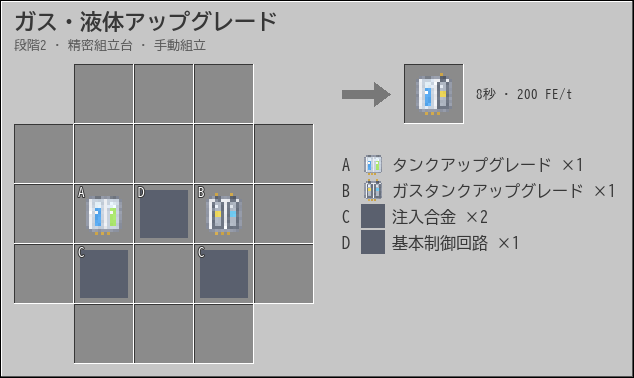 ガス・液体アップグレード
段階2 · 精密組立台 · 手動組立
8秒 · 200 FE/t
A D B
C C
A タンクアップグレード ×1
B ガスタンクアップグレード ×1
C 注入合金 ×2
D 基本制御回路 ×1